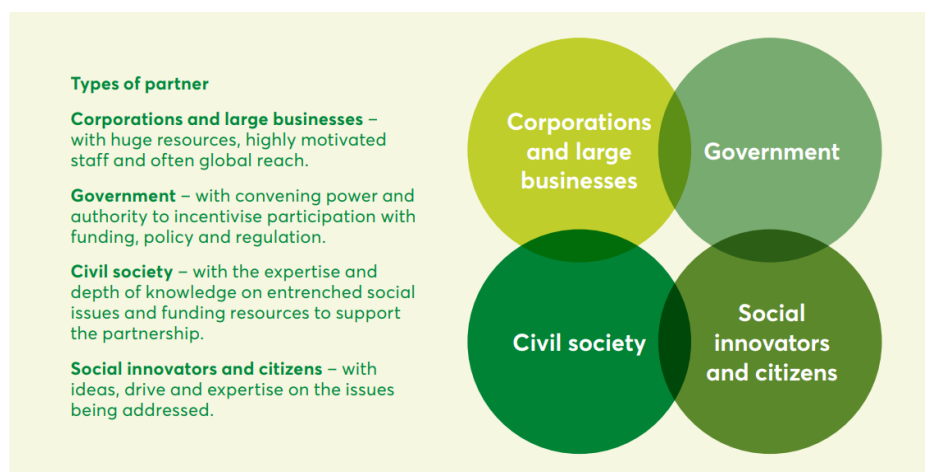 Types of partner
Corporations and large businesses –
with huge resources, highly motivated
staff and often global reach.
Government – with convening power and
authority to incentivise participation with
funding, policy and regulation.
Civil society – with the expertise and
depth of knowledge on entrenched social
issues and funding resources to support
the partnership.
Social innovators and citizens – with
ideas, drive and expertise on the issues
being addressed.
Corporations
and large
businesses
Government
Civil society
Social
innovators
and citizens